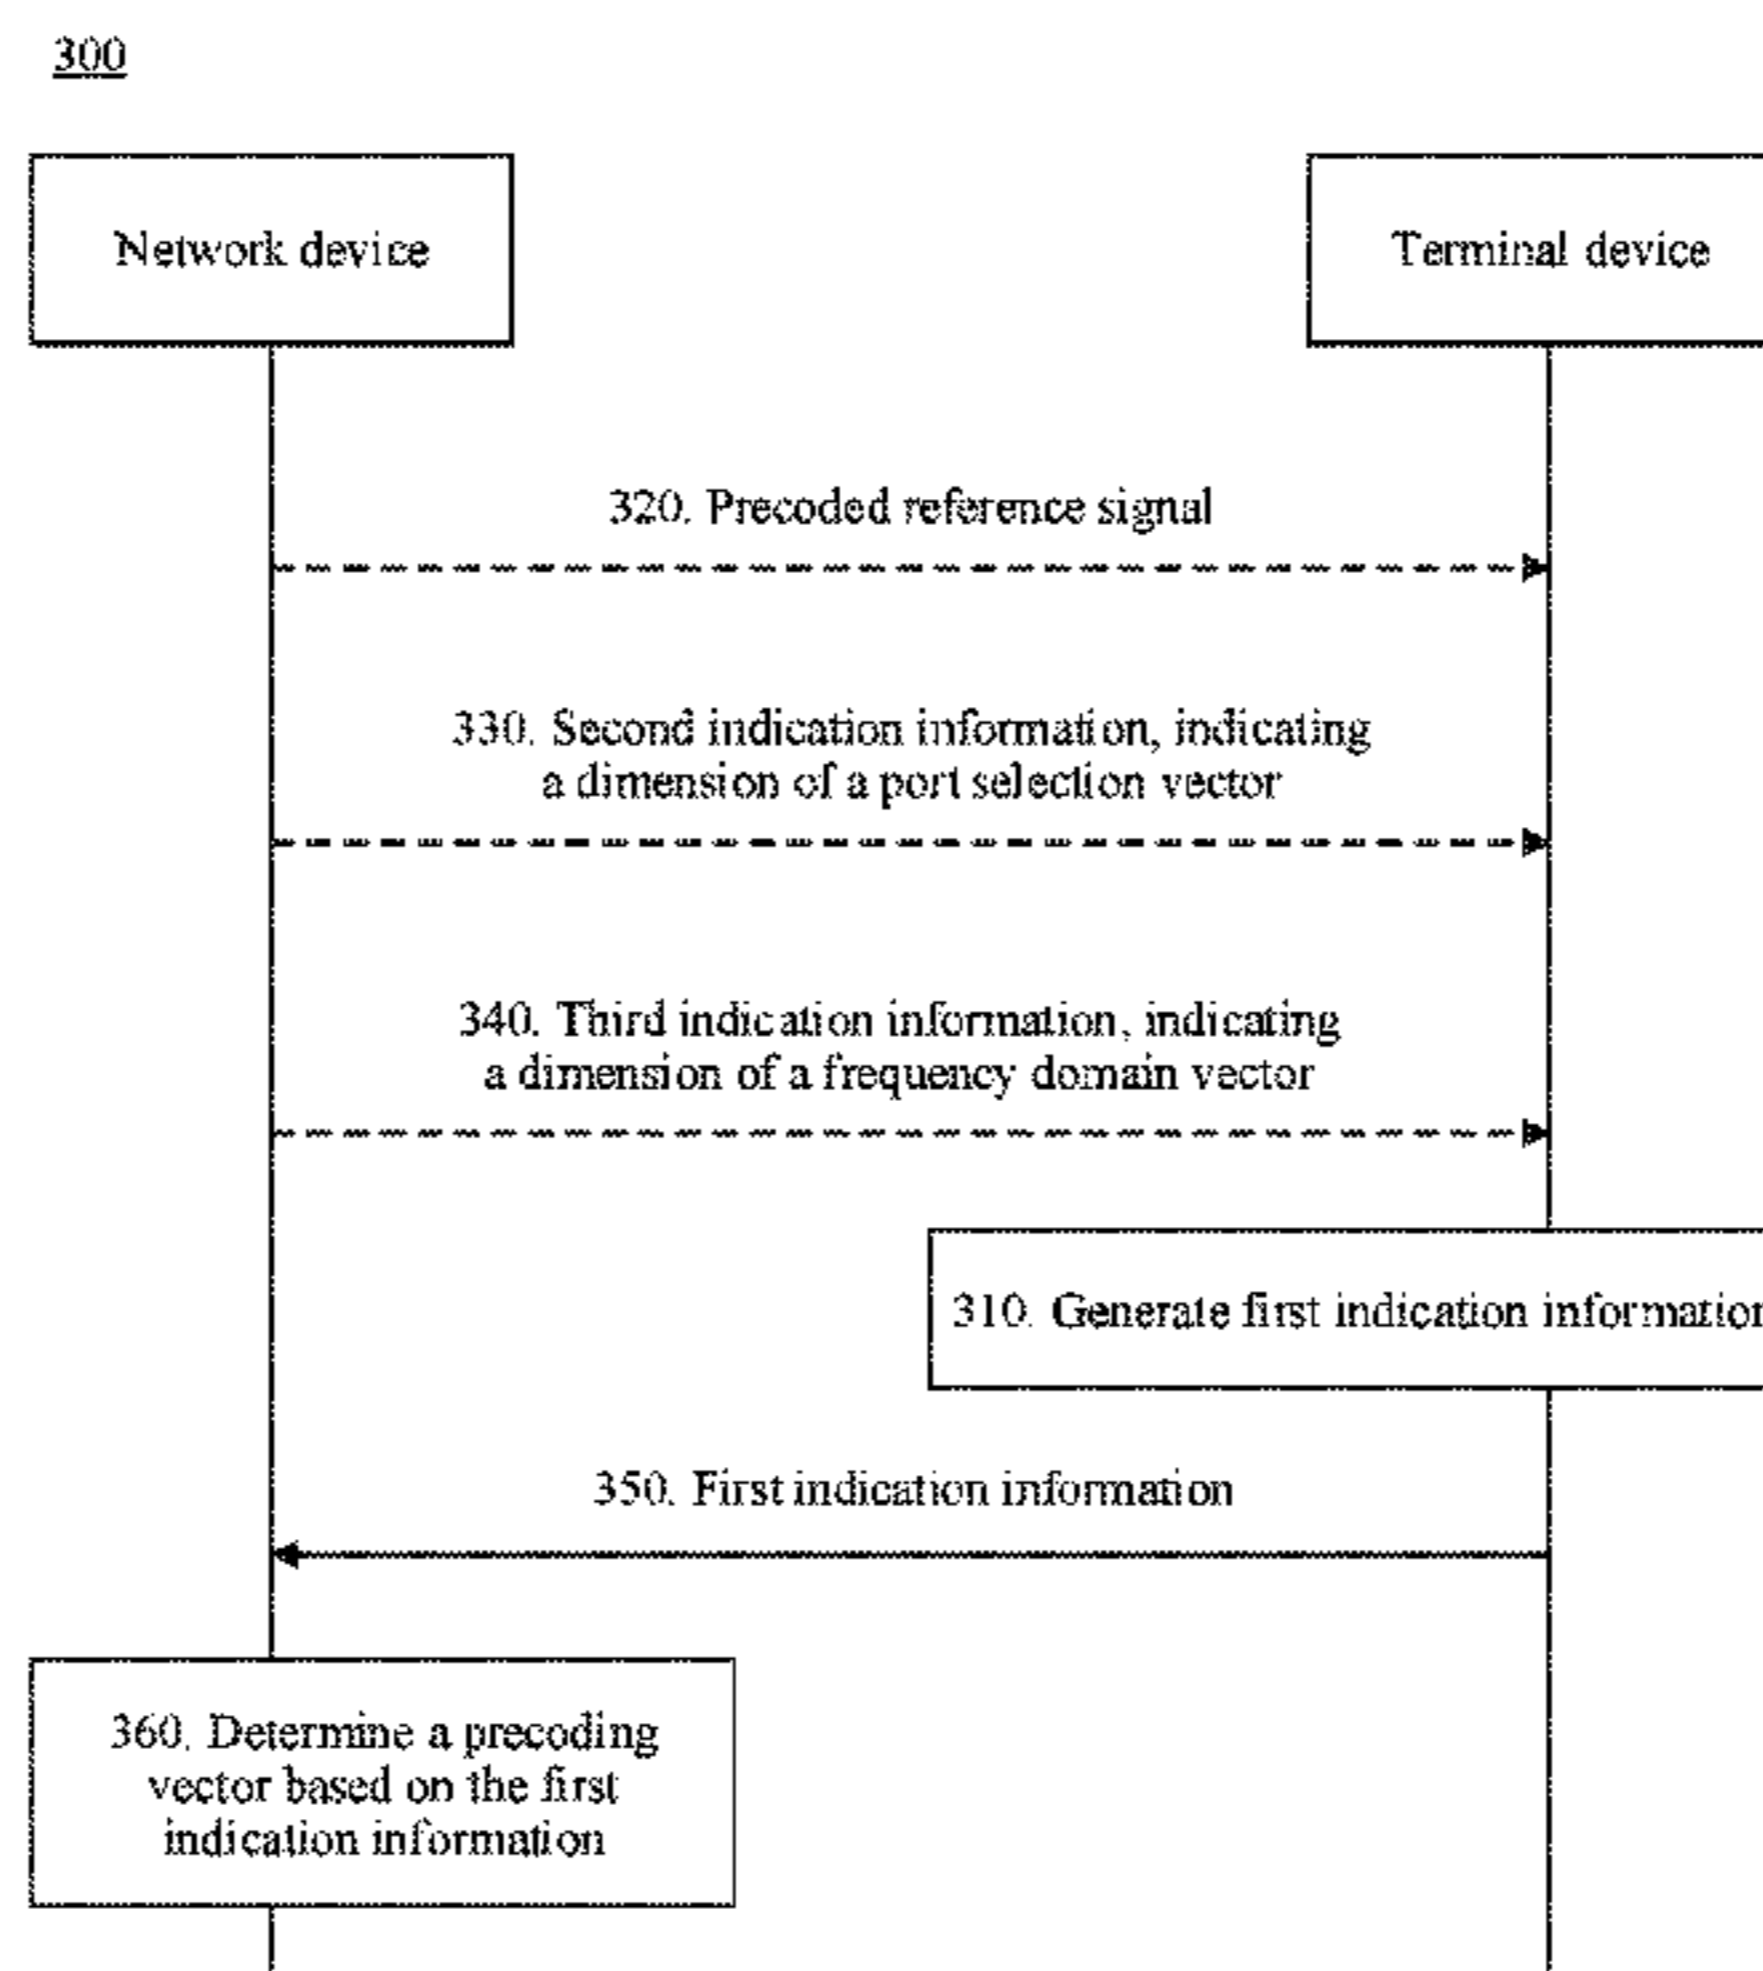 300
Network device
Terminal device
320. Precoded reference signal
330. Second indication information, indicating
a dimension of a port selection vector
340. Third indication information, indicating
a dimension of a frequency domain vector
310. Generate first indication information
350. First indication information
360. Determine a precoding
vector based on the first
indication information